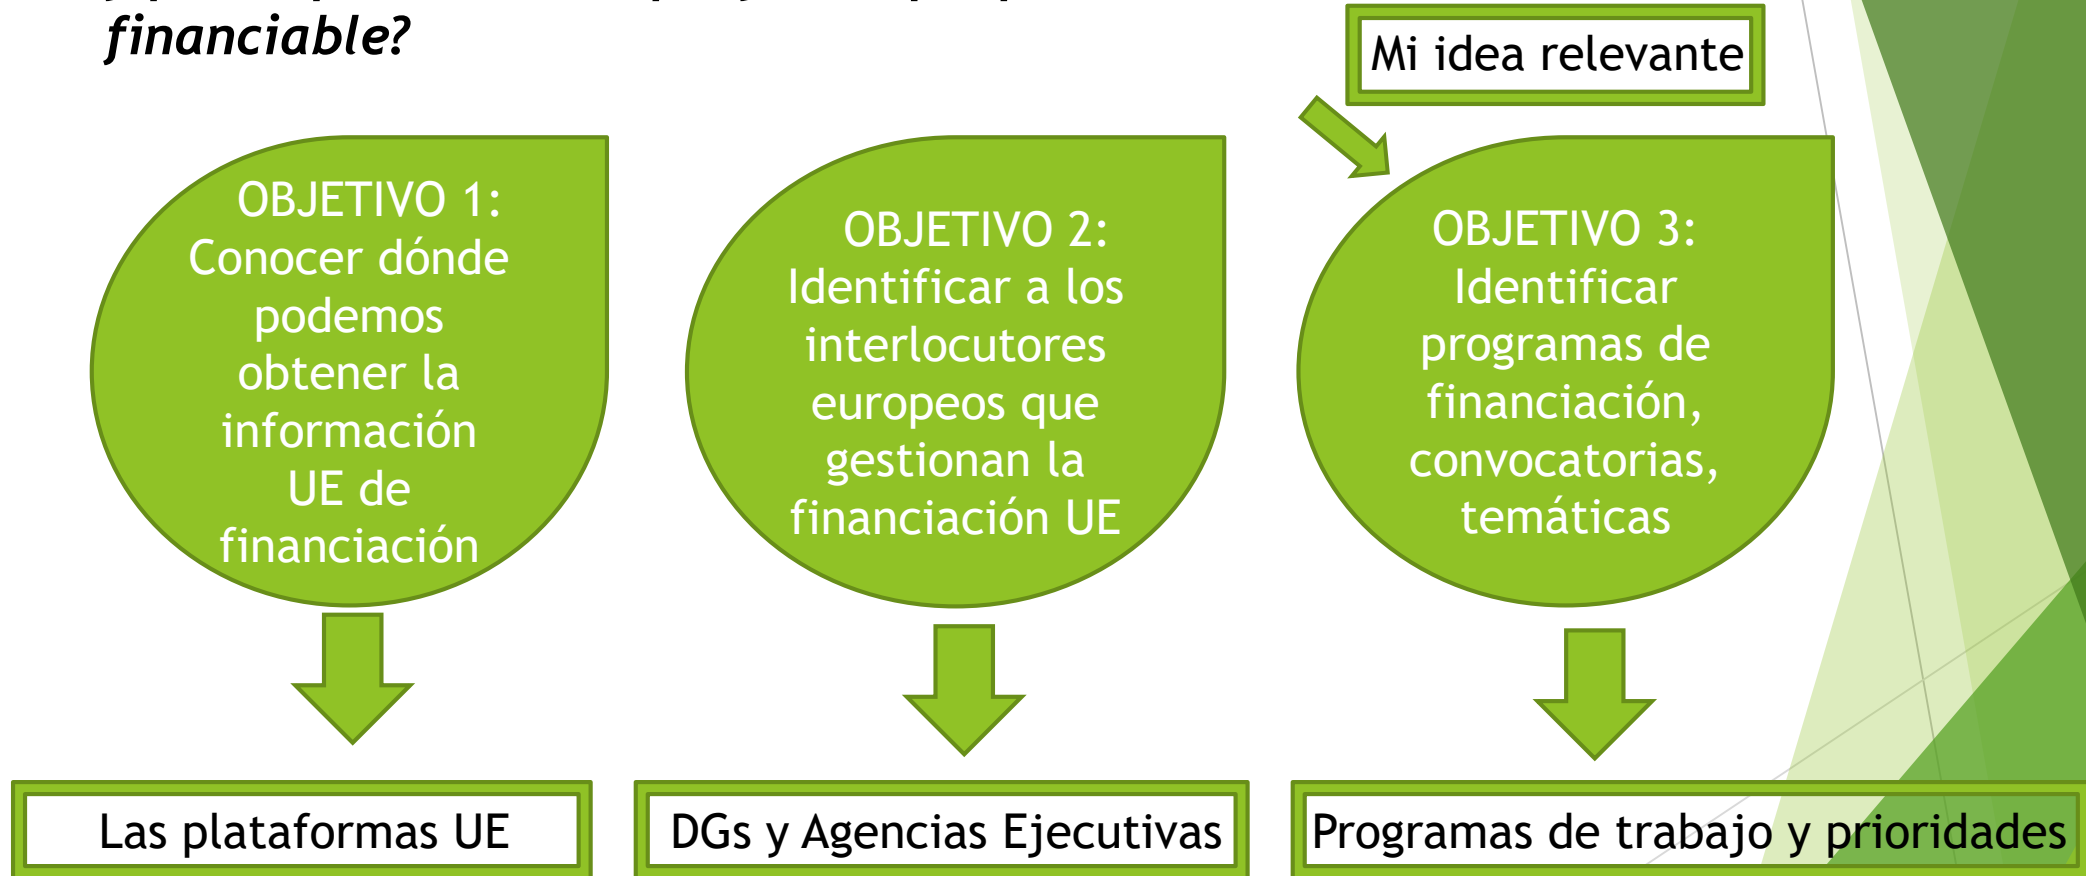 financiable?
Mi idea relevante
OBJETIVO 1:
Conocer dónde
podemos
obtener la
información
UE de
financiación
OBJETIVO 2:
Identificar a los
interlocutores
europeos que
gestionan la
financiación UE
OBJETIVO 3:
Identificar
programas de
financiación,
convocatorias,
temáticas
Las plataformas UE
DGs y Agencias Ejecutivas
Programas de trabajo y prioridades